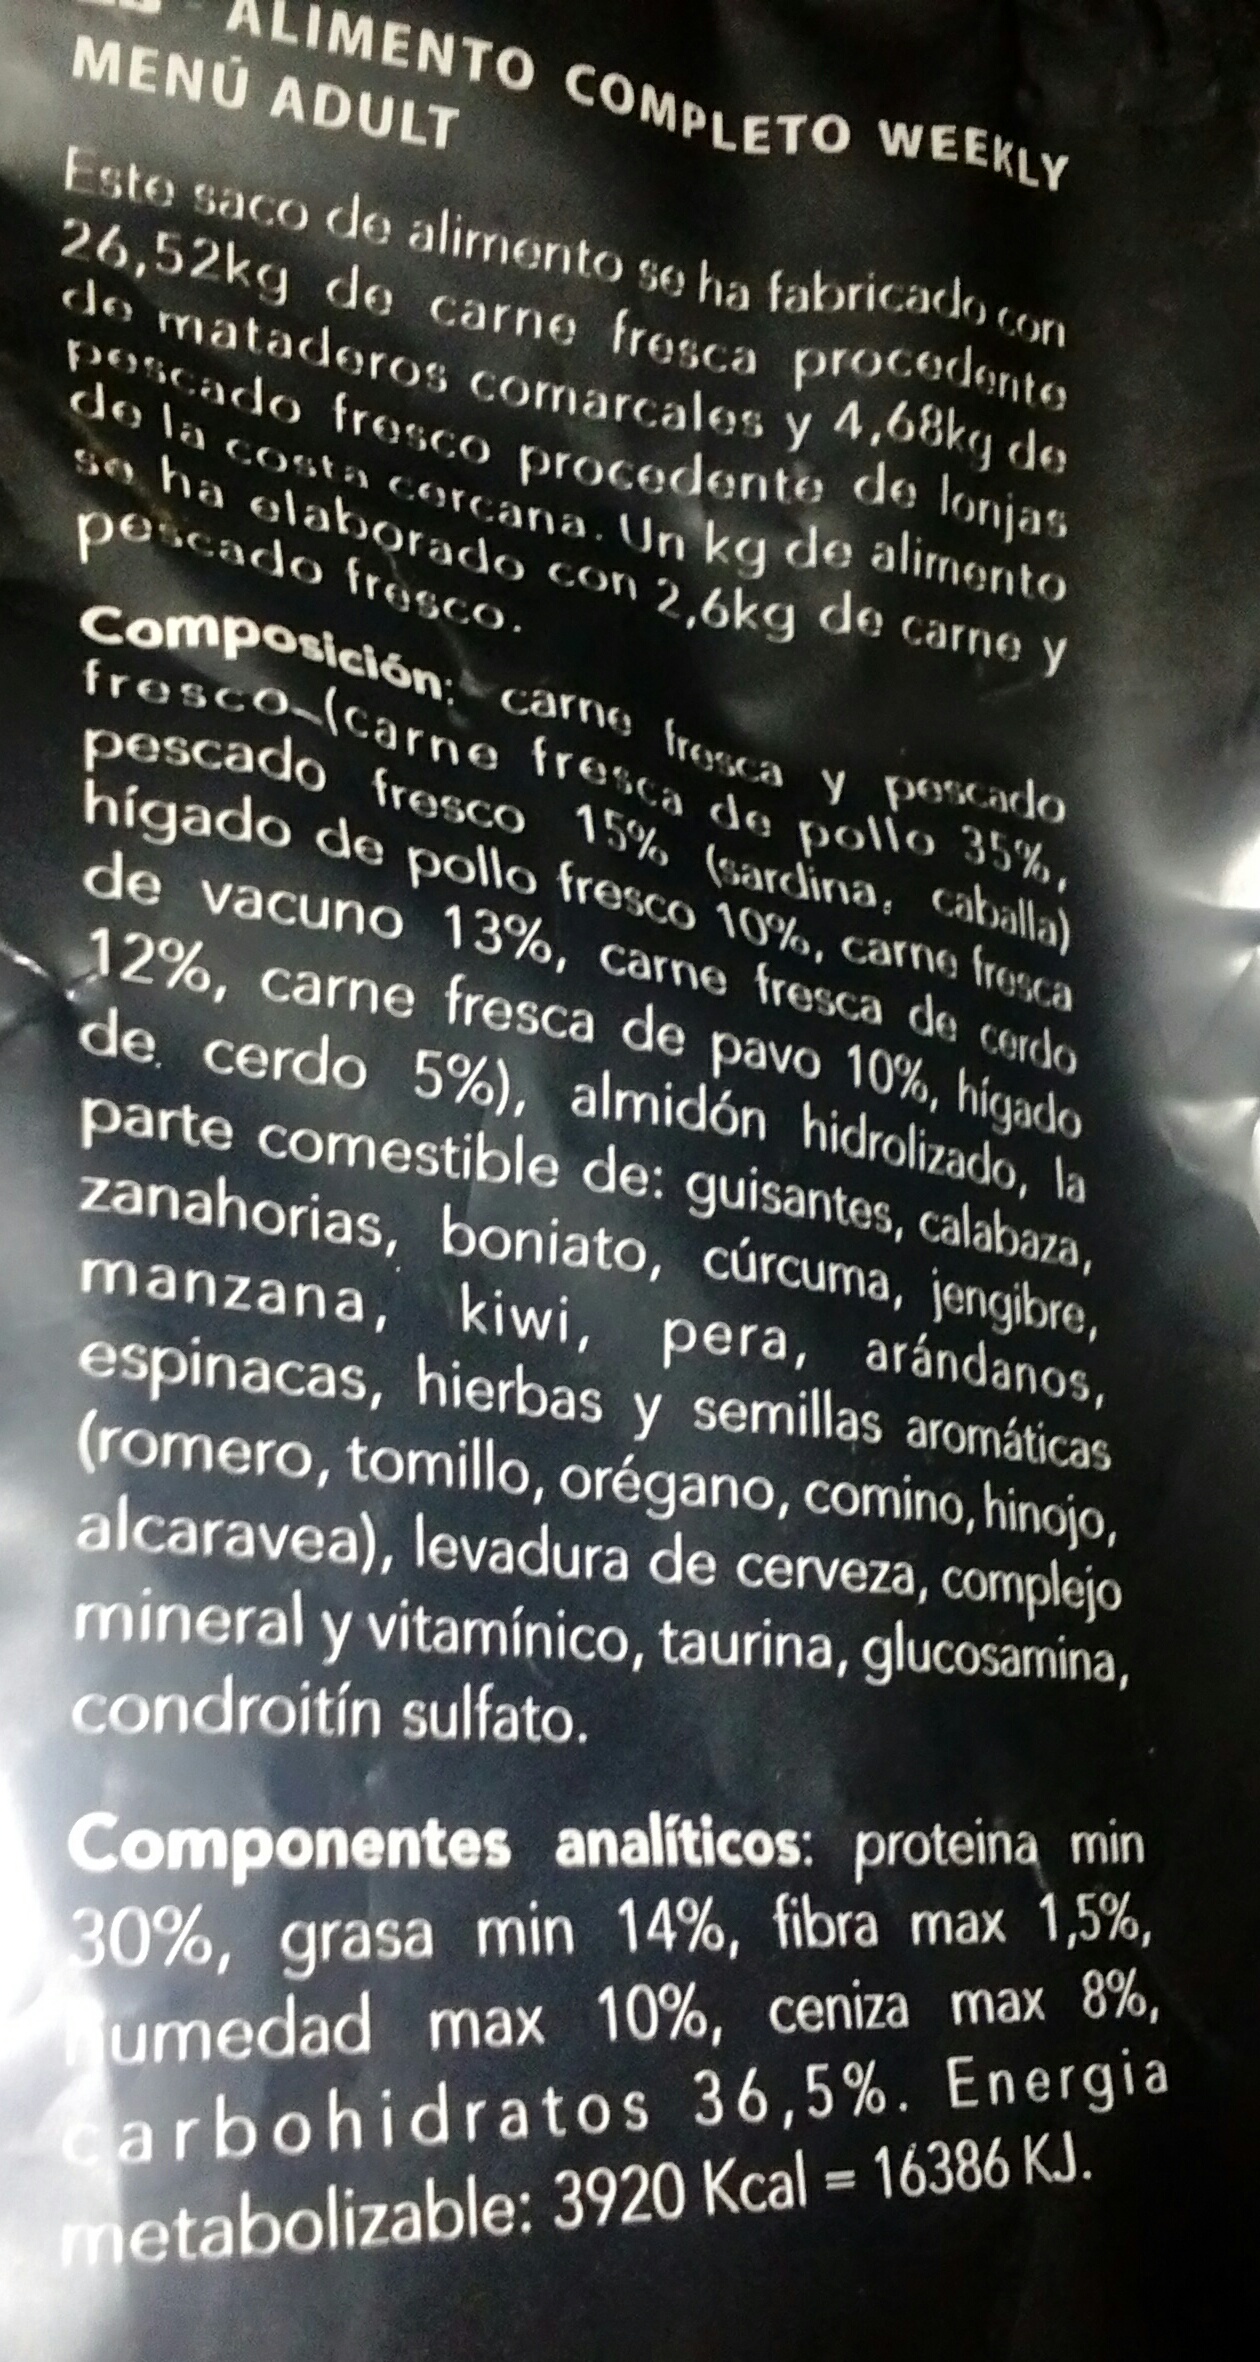 ALIMENTO COMPLETO WEEKLY
MENÚ ADULT
Este saco de alimento se ha fabricado con
26,52kg de carne fresca procedente
de mataderos comarcales y 4,68kg de
pescado fresco procedente de lonjas
de la costa cercana. Un kg de alimento
se ha elaborado con 2,6kg de carne y
pescado fresco.
Composición: carne fresca y pescado
fresco (carne fresca de pollo 35%,
pescado fresco 15% (sardina, caballa)
hígado de pollo fresco 10%, carne fresca
de vacuno 13%, carne fresca de cerdo
12%, carne fresca de pavo 10%, hígado
de cerdo 5%), almidón hidrolizado, la
parte comestible de: guisantes, calabaza,
zanahorias, boniato, cúrcuma, jengibre,
manzana, kiwi, pera, arándanos,
espinacas, hierbas y semillas aromáticas
(romero, tomillo, orégano, comino, hinojo,
alcaravea), levadura de cerveza, complejo
mineral y vitamínico, taurina, glucosamina,
condroitín sulfato.
Componentes analíticos: proteina min
30%, grasa min 14%, fibra max 1,5%,
humedad max 10%, ceniza max 8%,
carbohidratos 36,5%. Energia
metabolizable: 3920 Kcal = 16386 KJ.